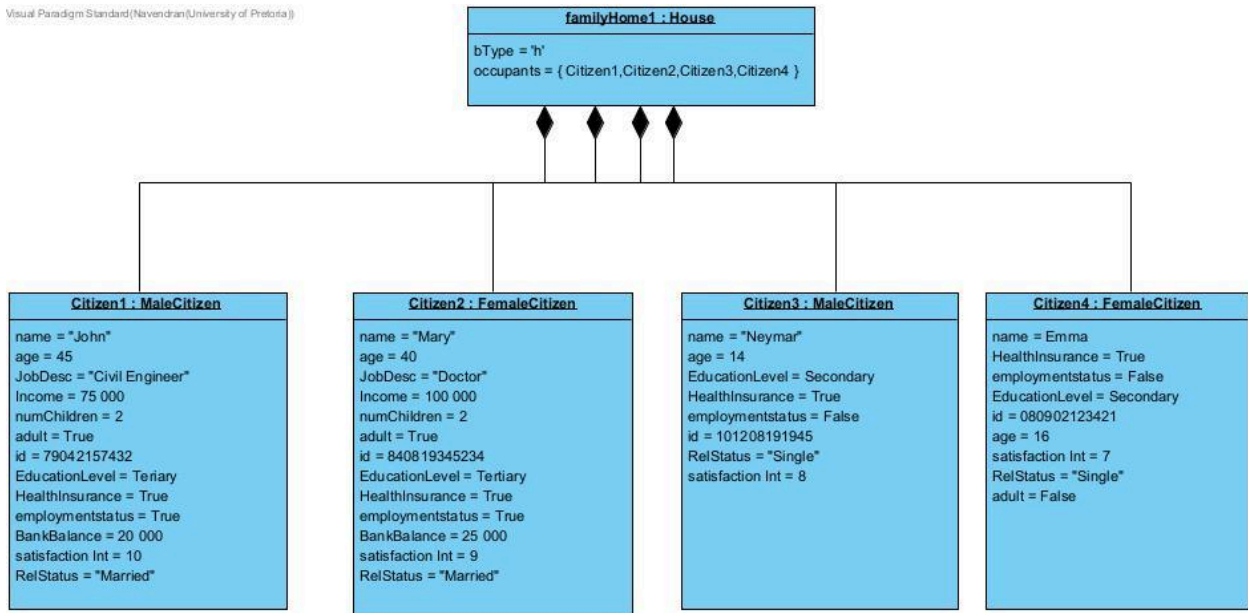 Visual Paradigm Standard(Navendran(University of Pretoria))
familyHome1 : House
bType = 'h'
occupants = { Citizen1,Citizen2,Citizen3,Citizen4 }
Citizen1 : MaleCitizen
name = "John"
age = 45
JobDesc = "Civil Engineer"
Income = 75 000
numChildren = 2
adult = True
id = 79042157432
EducationLevel = Teriary
HealthInsurance = True
employmentstatus = True
BankBalance = 20 000
satisfaction Int = 10
RelStatus = "Married"
Citizen2 : FemaleCitizen
name = "Mary"
age = 40
JobDesc = "Doctor"
Income = 100 000
numChildren = 2
adult = True
id = 840819345234
EducationLevel = Tertiary
HealthInsurance = True
employmentstatus = True
BankBalance = 25 000
satisfaction Int = 9
RelStatus = "Married"
Citizen3 : MaleCitizen
name = "Neymar"
age = 14
EducationLevel = Secondary
HealthInsurance = True
employmentstatus = False
id = 101208191945
RelStatus = "Single"
satisfaction Int = 8
Citizen4 : FemaleCitizen
name = Emma
HealthInsurance = True
employmentstatus = False
EducationLevel = Secondary
id = 080902123421
age = 16
satisfaction Int = 7
RelStatus = "Single"
adult = False